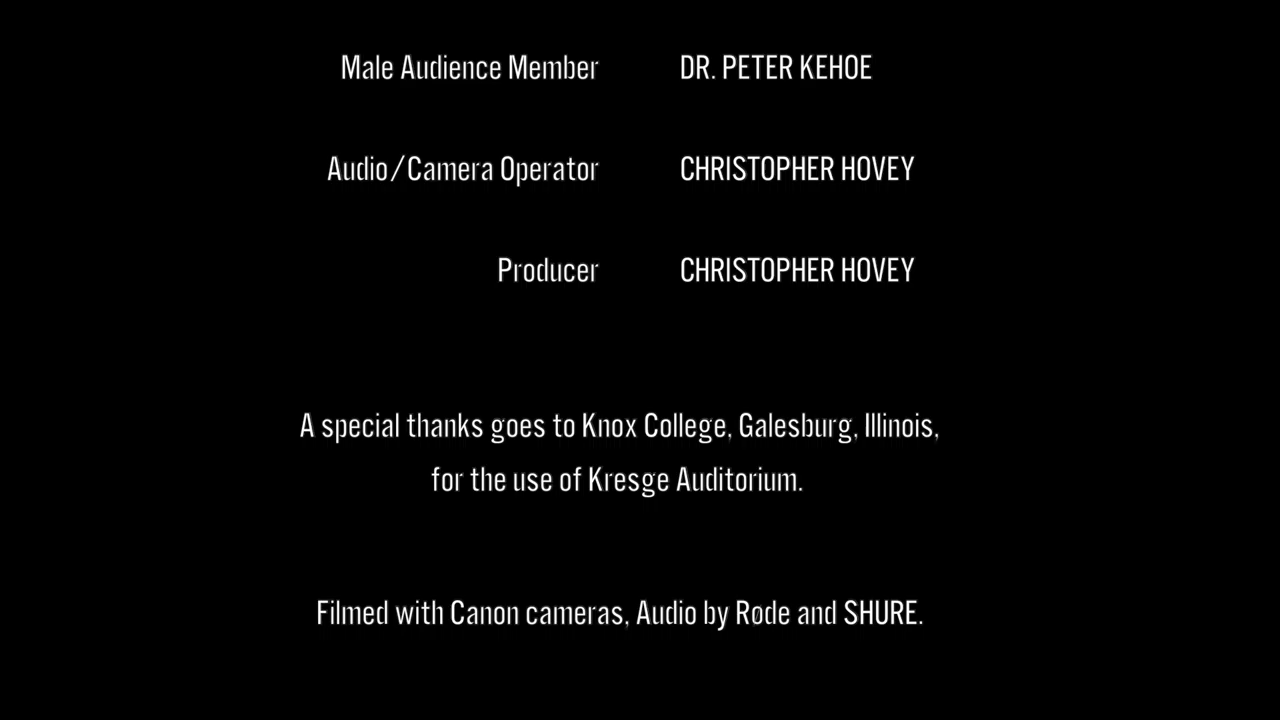 Male Audience Member DR. PETER KEHOE
Audio/Camera Operator CHRISTOPHER HOVEY
Producer CHRISTOPHER HOVEY
A special thanks goes to Knox College, Galesburg, Illinois,
for the use of Kresge Auditorium.
Filmed with Canon cameras, Audio by Røde and SHURE.